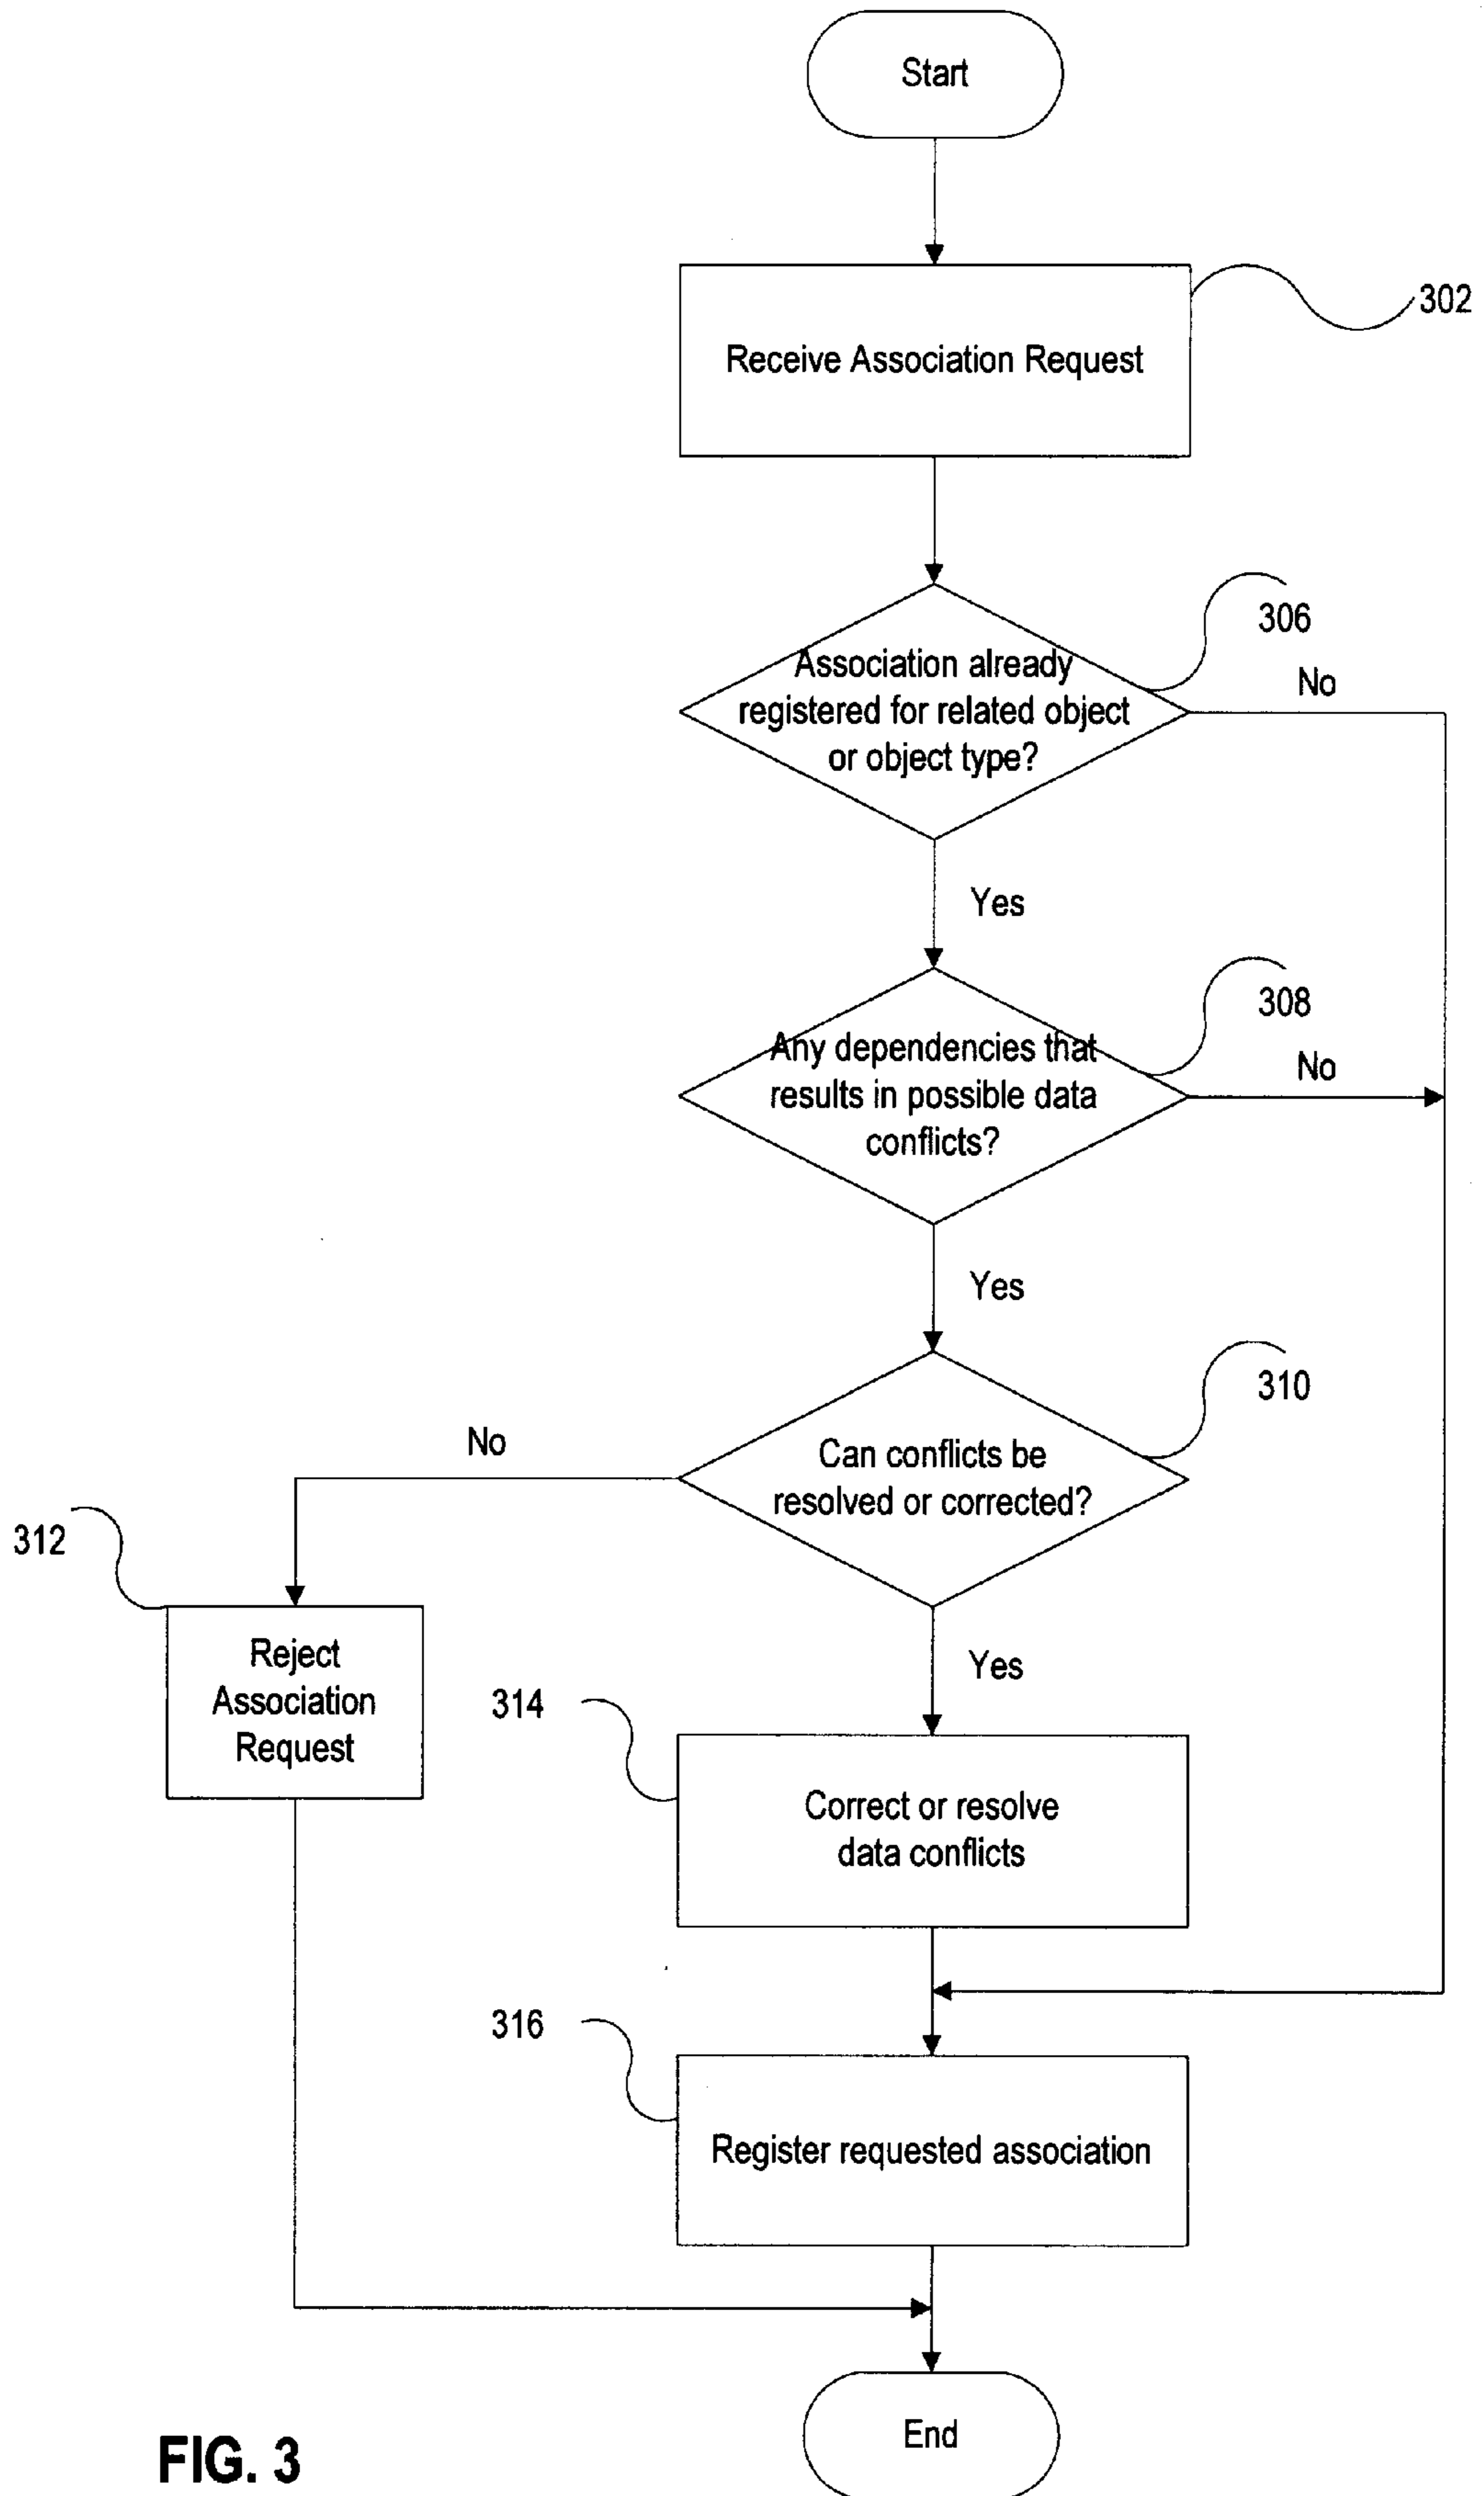 Start
302
Receive Association Request
306
Association already
registered for related object
or object type?
No
Yes
308
Any dependencies that
results in possible data
conflicts?
No
Yes
310
Can conflicts be
resolved or corrected?
No
312
Reject
Association
Request
Yes
314
Correct or resolve
data conflicts
316
Register requested association
End
FIG. 3